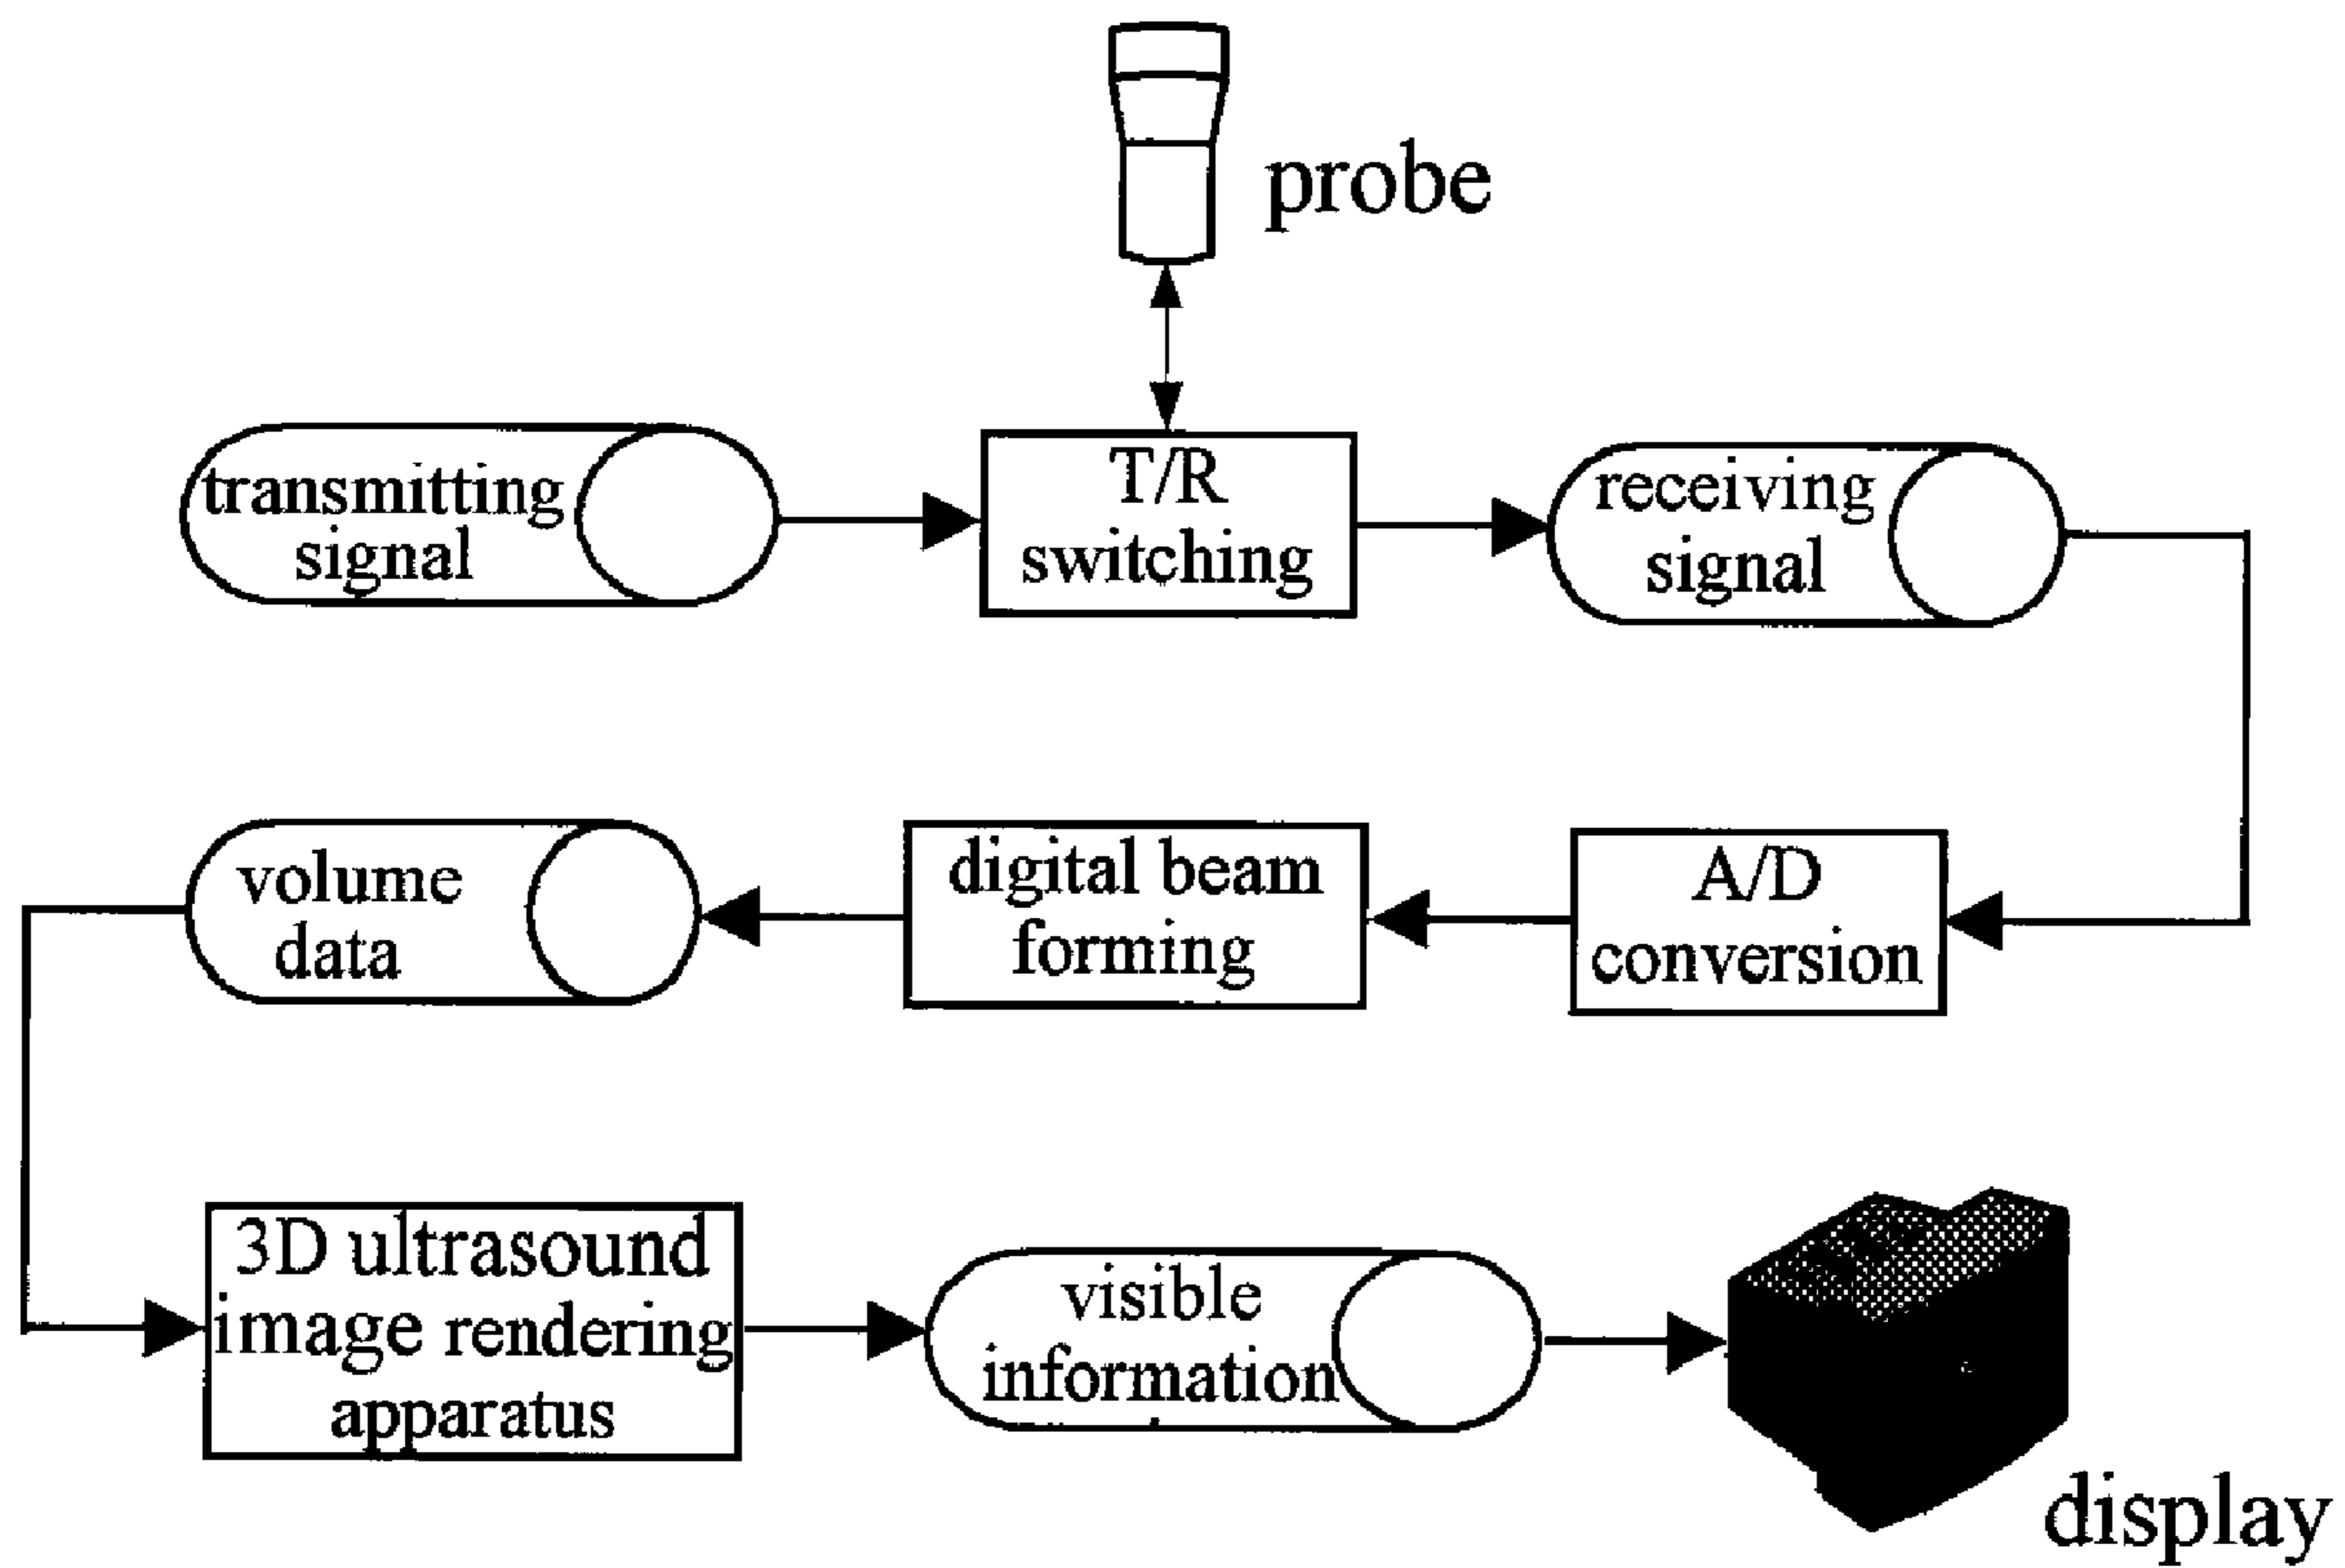 probe
transmitting
signal
T/R
switching
receiving
signal
volume
data
digital beam
forming
A/D
conversion
3D ultrasound
image rendering
apparatus
visible
information
display